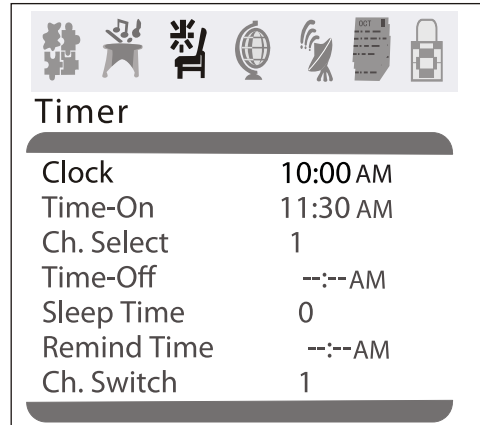 OCT
Timer
Clock 10:00 AM
Time-On 11:30 AM
Ch. Select 1
Time-Off --:-- AM
Sleep Time 0
Remind Time --:-- AM
Ch. Switch 1